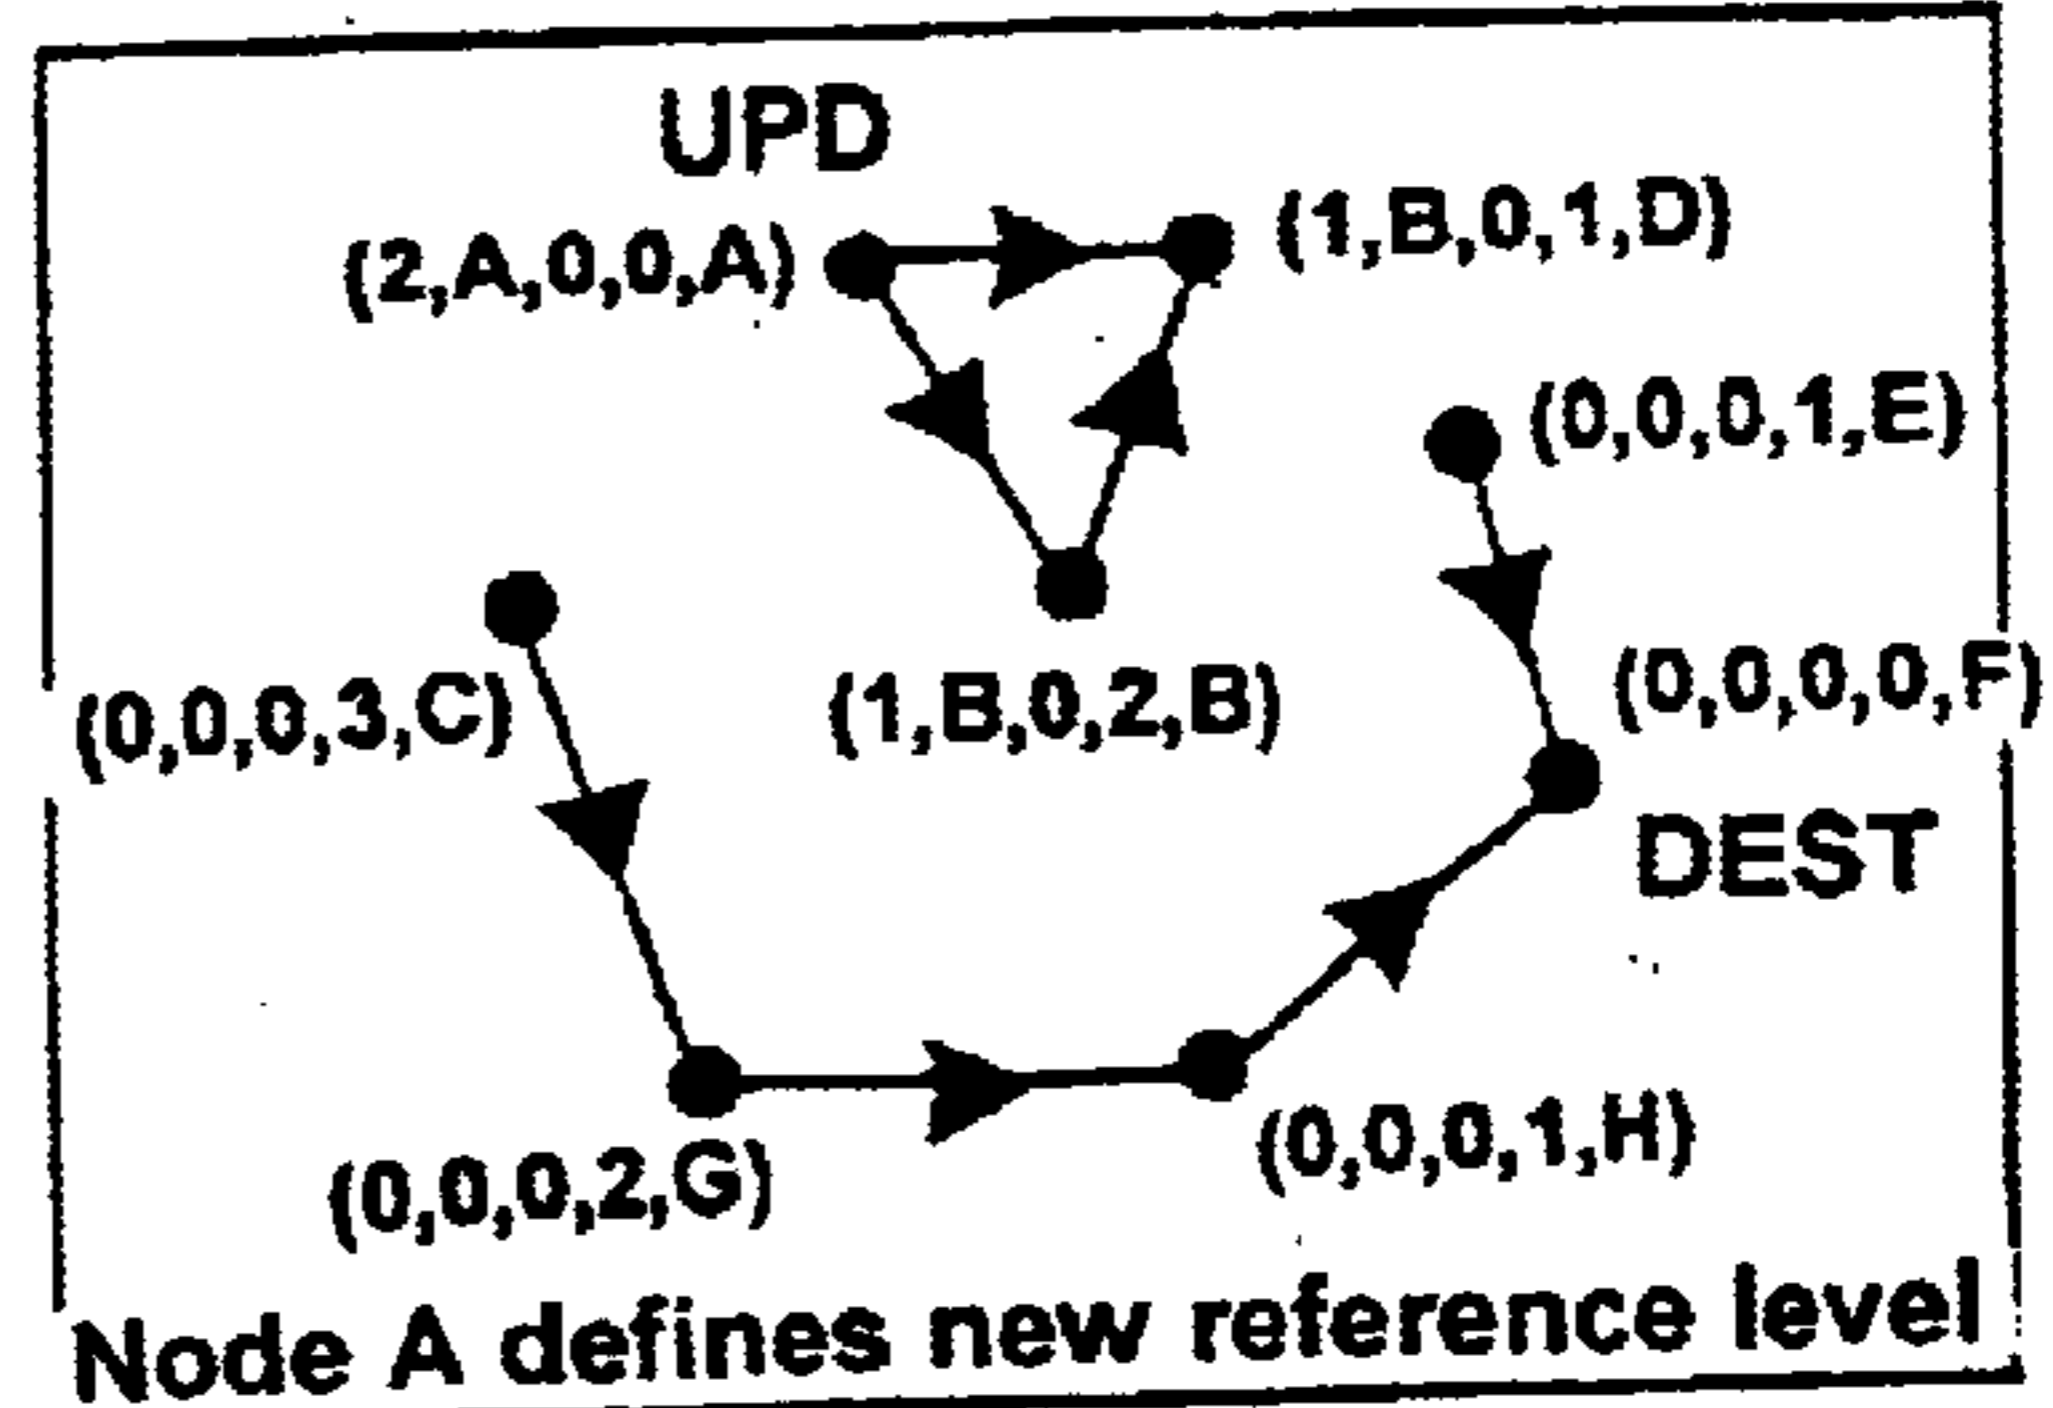 UPD
(2,A,0,0,A)
(1,B,0,1,D)
(0,0,0,1,E)
(0,0,0,3,C)
(1,B,0,2,B)
(0,0,0,0,F)
DEST
(0,0,0,2,G)
(0,0,0,1,H)
Node A defines new reference level